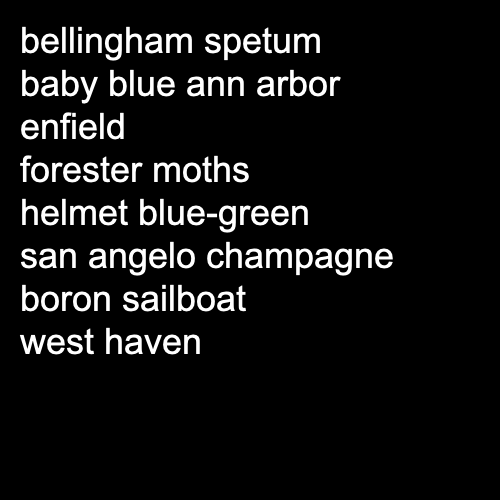 bellingham spetum
baby blue ann arbor
enfield
forester moths
helmet blue-green
san angelo champagne
boron sailboat
west haven